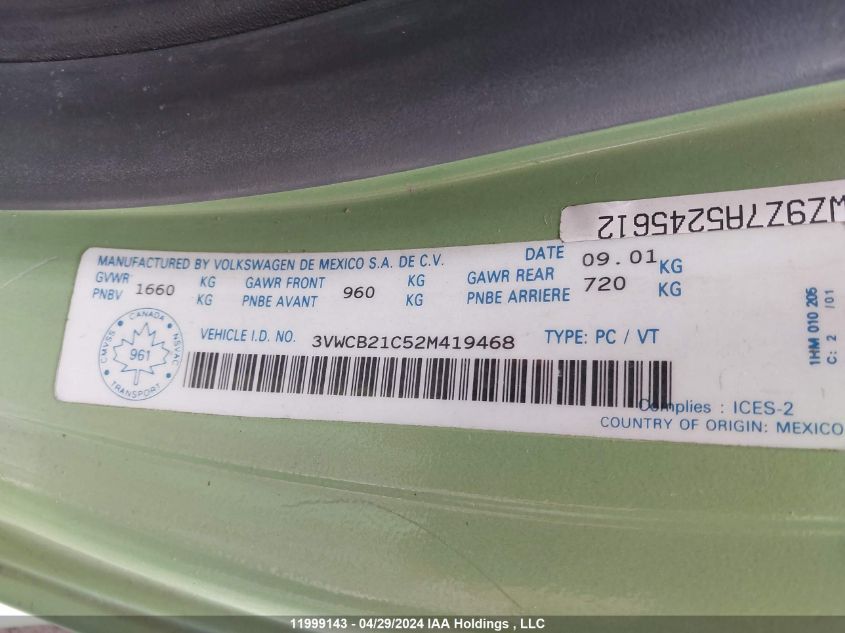 WZ9Z7A5245612
MANUFACTURED BY VOLKSWAGEN DE MEXICO S.A. DE C.V. DATE 09.01
GVWR 1660 KG GAWR FRONT 960 KG GAWR REAR 720 KG
PNBV KG PNBE AVANT KG PNBE ARRIERE KG
VEHICLE I.D. NO. 3VWCB21C52M419468 TYPE: PC / VT
CANADA
CMVSS 961 NSVAC
TRANSPORT
1HM 010 205
C: 2 /01
Complies : ICES-2
COUNTRY OF ORIGIN: MEXICO
11999143 - 04/29/2024 IAA Holdings , LLC